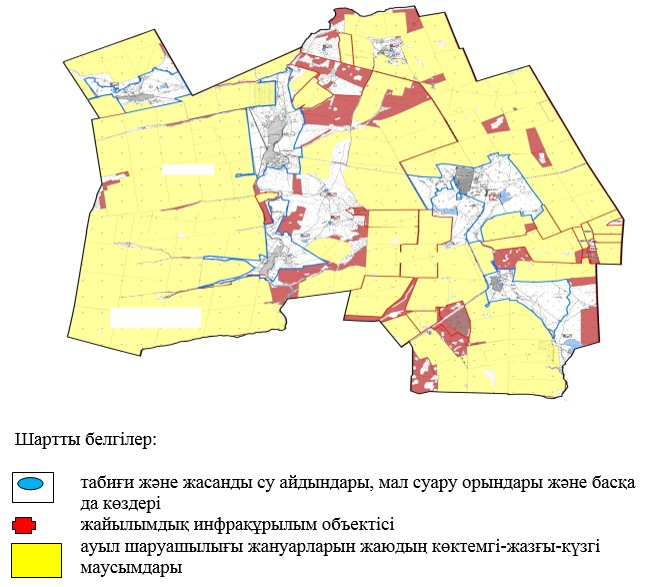 Шартты белгілер:
табиғи және жасанды су айдындары, мал суару орындары және басқа
да көздері
жайылымдық инфрақұрылым объектісі
ауыл шаруашылығы жануарларын жаюдың көктемгі-жазғы-күзгі
маусымдары